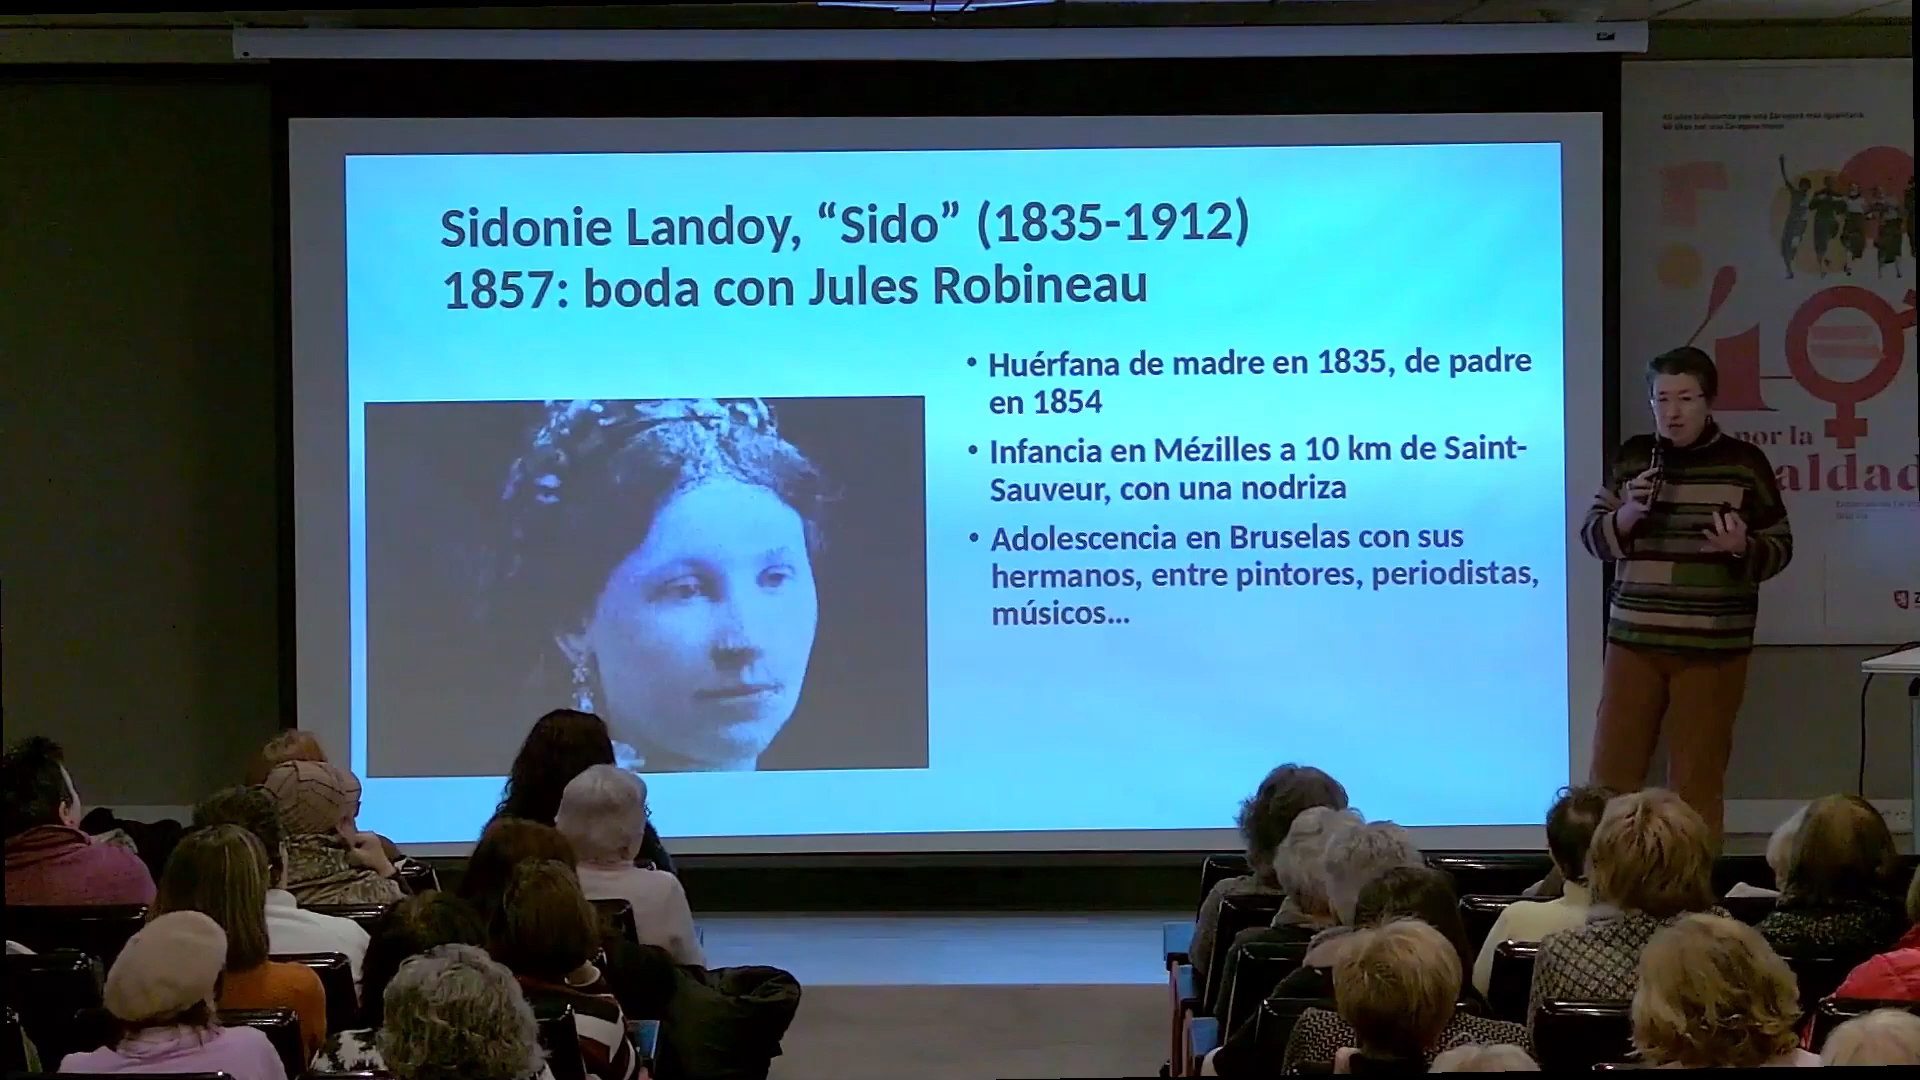 Sidonie Landoy, “Sido” (1835-1912)
1857: boda con Jules Robineau
• Huérfana de madre en 1835, de padre
en 1854
• Infancia en Mézilles a 10 km de Saint-
Sauveur, con una nodriza
• Adolescencia en Bruselas con sus
hermanos, entre pintores, periodistas,
músicos...
40
por la
aldad
Z